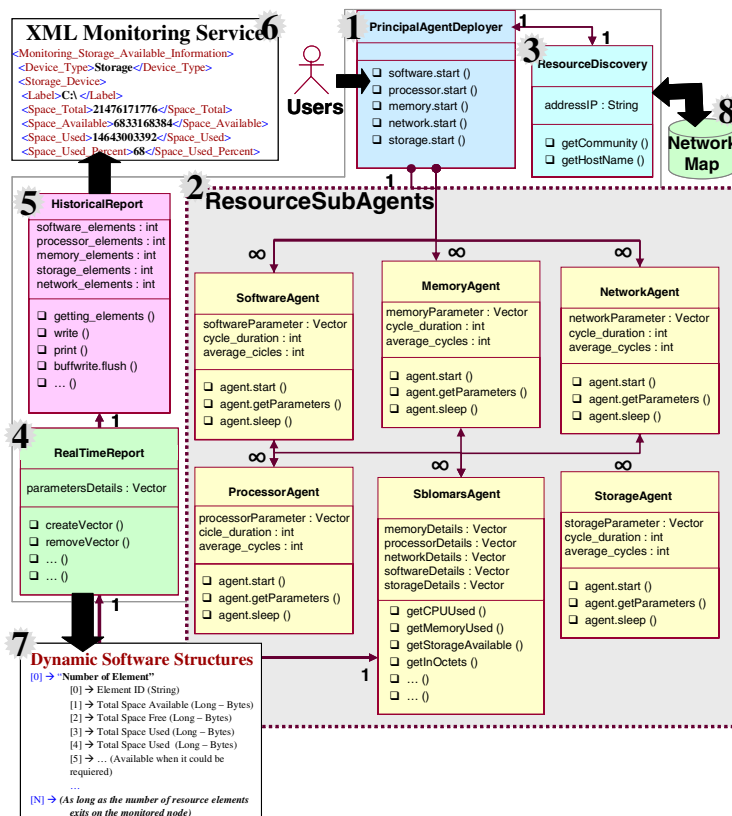 XML Monitoring Service
6
<Monitoring_Storage_Available_Information>
<Device_Type>Storage</Device_Type>
<Storage_Device>
<Label>C:\ </Label>
<Space_Total>21476171776</Space_Total>
<Space_Available>6833168384</Space_Available>
<Space_Used>14643003392</Space_Used>
<Space_Used_Percent>68</Space_Used_Percent>
Users
1
PrincipalAgentDeployer
software.start ()
processor.start ()
memory.start ()
network.start ()
storage.start ()
1
1
1
3
ResourceDiscovery
addressIP : String
getCommunity ()
getHostName ()
8
Network
Map
5
HistoricalReport
software_elements : int
processor_elements : int
memory_elements : int
storage_elements : int
network_elements : int
getting_elements ()
write ()
print ()
buffwrite.flush ()
... ()
1
4
RealTimeReport
parametersDetails : Vector
createVector ()
removeVector ()
... ()
... ()
1
2
ResourceSubAgents
∞
∞
∞
SoftwareAgent
softwareParameter : Vector
cycle_duration : int
average_cicles : int
agent.start ()
agent.getParameters ()
agent.sleep ()
MemoryAgent
memoryParameter : Vector
cycle_duration : int
average_cycles : int
agent.start ()
agent.getParameters ()
agent.sleep ()
NetworkAgent
networkParameter : Vector
cycle_duration : int
average_cycles : int
agent.start ()
agent.getParameters ()
agent.sleep ()
∞
∞
∞
ProcessorAgent
processorParameter : Vector
cicle_duration : int
average_cycles : int
agent.start ()
agent.getParameters ()
agent.sleep ()
SblomarsAgent
memoryDetails : Vector
processorDetails : Vector
networkDetails : Vector
softwareDetails : Vector
storageDetails : Vector
getCPUUsed ()
getMemoryUsed ()
getStorageAvailable ()
getInOctets ()
... ()
... ()
StorageAgent
storageParameter : Vector
cycle_duration : int
average_cycles : int
agent.start ()
agent.getParameters ()
agent.sleep ()
1
7
Dynamic Software Structures
[0] → “Number of Element”
[0] → Element ID (String)
[1] → Total Space Available (Long – Bytes)
[2] → Total Space Free (Long – Bytes)
[3] → Total Space Used (Long – Bytes)
[4] → Total Space Used (Long – Bytes)
[5] → … (Available when it could be
requiered)
…
[N] → (As long as the number of resource elements
exits on the monitored node)